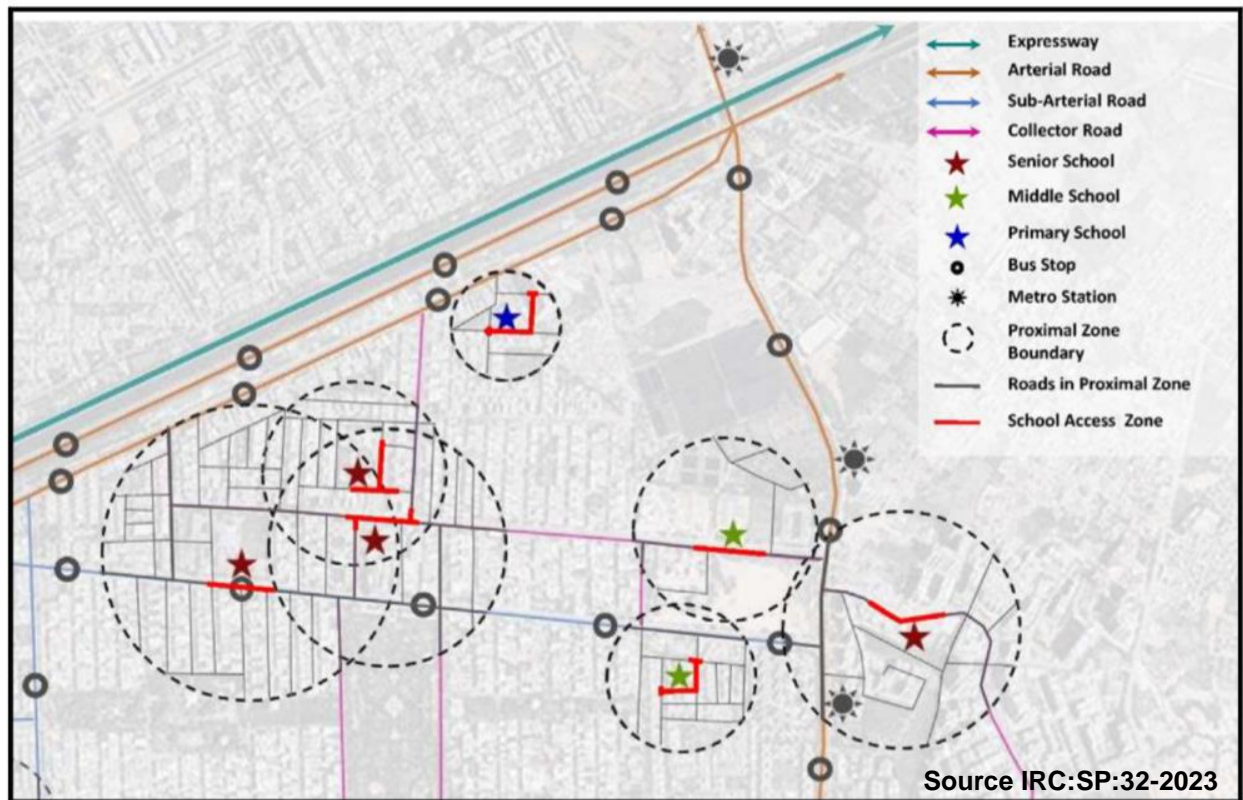 Expressway
Arterial Road
Sub-Arterial Road
Collector Road
Senior School
Middle School
Primary School
Bus Stop
Metro Station
Proximal Zone
Boundary
Roads in Proximal Zone
School Access Zone
Source IRC:SP:32-2023